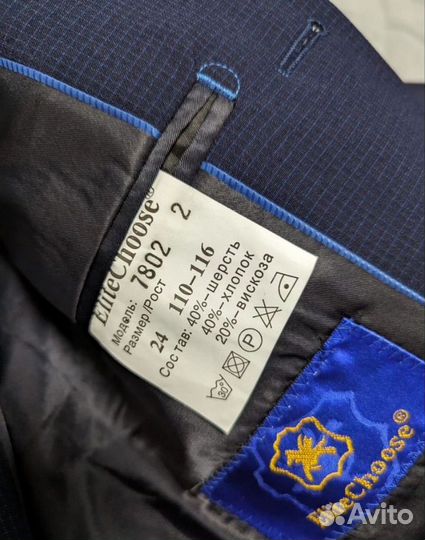 EliteChoose®
Модель: 7802 2
Размер/Рост
24 110-116
Состав: 40%–шерсть
40%–хлопок
20%–вискоза
30°
P
EliteChoose®
Avito